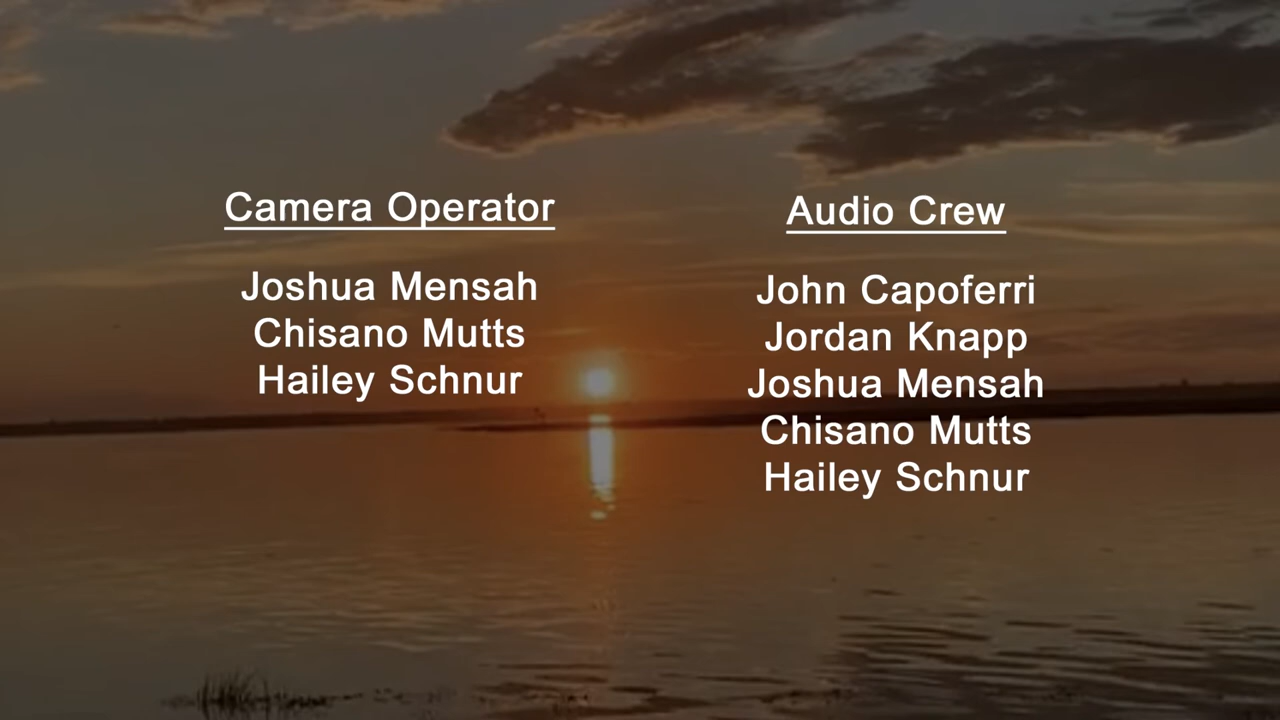 Camera Operator
Joshua Mensah
Chisano Mutts
Hailey Schnur
Audio Crew
John Capoferri
Jordan Knapp
Joshua Mensah
Chisano Mutts
Hailey Schnur